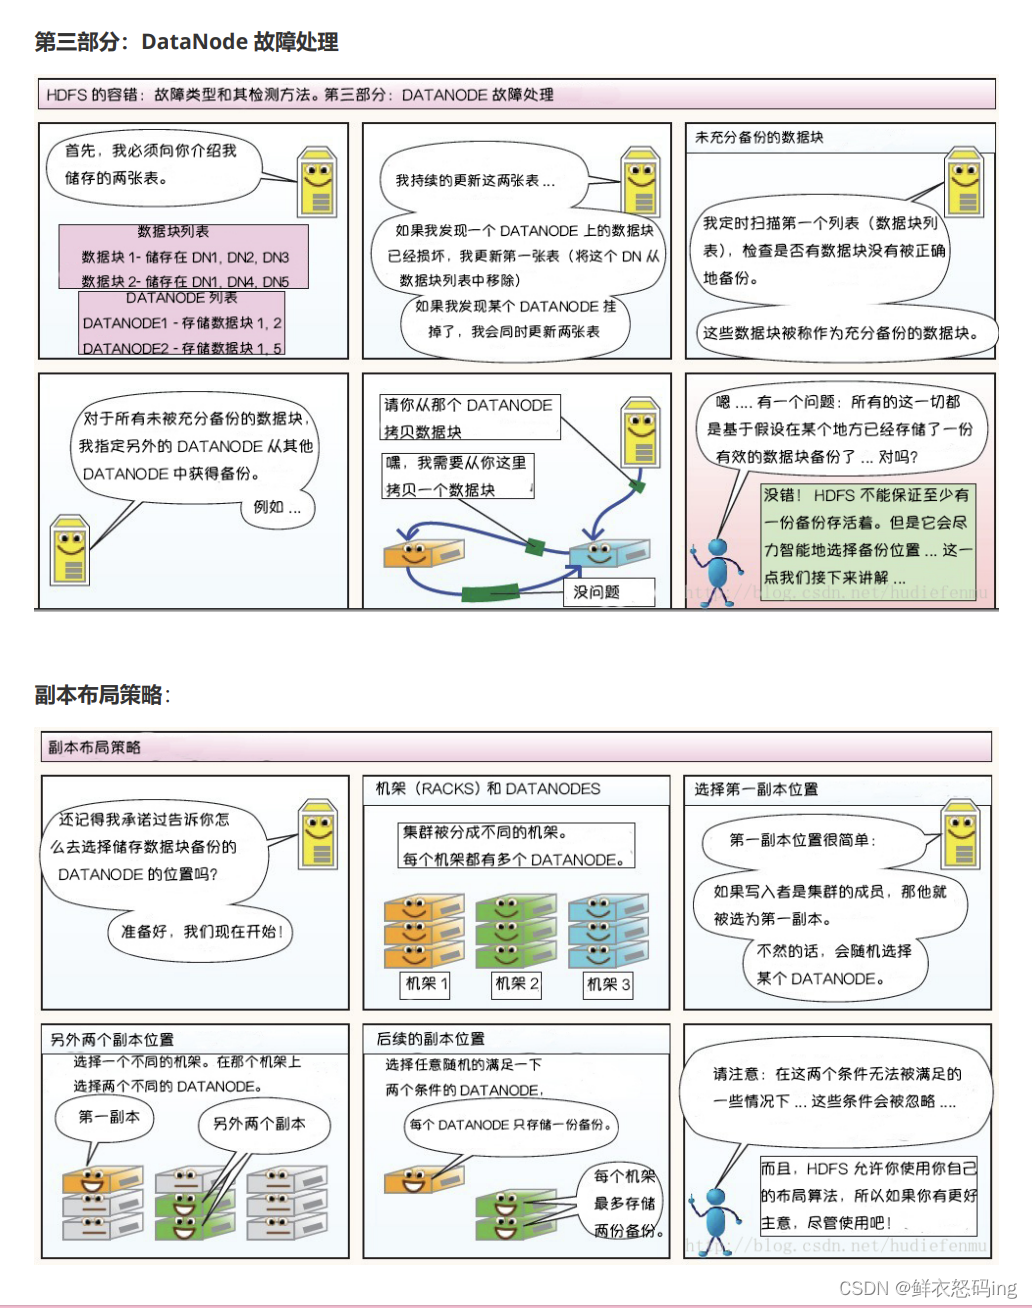 第三部分：DataNode 故障处理
HDFS 的容错：故障类型和其检测方法。第三部分：DATANODE 故障处理
首先，我必须向你介绍我
储存的两张表。
数据块列表
数据块 1- 储存在 DN1, DN2, DN3
数据块 2- 储存在 DN1, DN4, DN5
DATANODE 列表
DATANODE1 - 存储数据块 1, 2
DATANODE2 - 存储数据块 1, 5
我持续的更新这两张表 ...
如果我发现一个 DATANODE 上的数据块
已经损坏，我更新第一张表（将这个 DN 从
数据块列表中移除）
如果我发现某个 DATANODE 挂
掉了，我会同时更新两张表
未充分备份的数据块
我定时扫描第一个列表（数据块列
表），检查是否有数据块没有被正确
地备份。
这些数据块被称作为充分备份的数据块。
对于所有未被充分备份的数据块，
我指定另外的 DATANODE 从其他
DATANODE 中获得备份。
例如 ...
请你从那个 DATANODE
拷贝数据块
嘿，我需要从你这里
拷贝一个数据块
没问题
嗯 .... 有一个问题：所有的这一切都
是基于假设在某个地方已经存储了一份
有效的数据块备份了 ... 对吗？
没错！ HDFS 不能保证至少有
一份备份存活着。但是它会尽
力智能地选择备份位置 ... 这一
点我们接下来讲解 ...
http://blog.csdn.net/hudiefenmu
副本布局策略：
副本布局策略
还记得我承诺过告诉你怎
么去选择储存数据块备份的
DATANODE 的位置吗？
准备好，我们现在开始！
机架（RACKS）和 DATANODES
集群被分成不同的机架。
每个机架都有多个 DATANODE。
机架 1
机架 2
机架 3
选择第一副本位置
第一副本位置很简单：
如果写入者是集群的成员，那他就
被选为第一副本。
不然的话，会随机选择
某个 DATANODE。
另外两个副本位置
选择一个不同的机架。在那个机架上
选择两个不同的 DATANODE。
第一副本
另外两个副本
后续的副本位置
选择任意随机的满足一下
两个条件的 DATANODE，
每个 DATANODE 只存储一份备份。
每个机架
最多存储
两份备份。
请注意：在这两个条件无法被满足的
一些情况下 ... 这些条件会被忽略 ....
而且，HDFS 允许你使用你自己
的布局算法，所以如果你有更好
主意，尽管使用吧！
http://blog.csdn.net/hudiefenmu
CSDN @鲜衣怒码ing